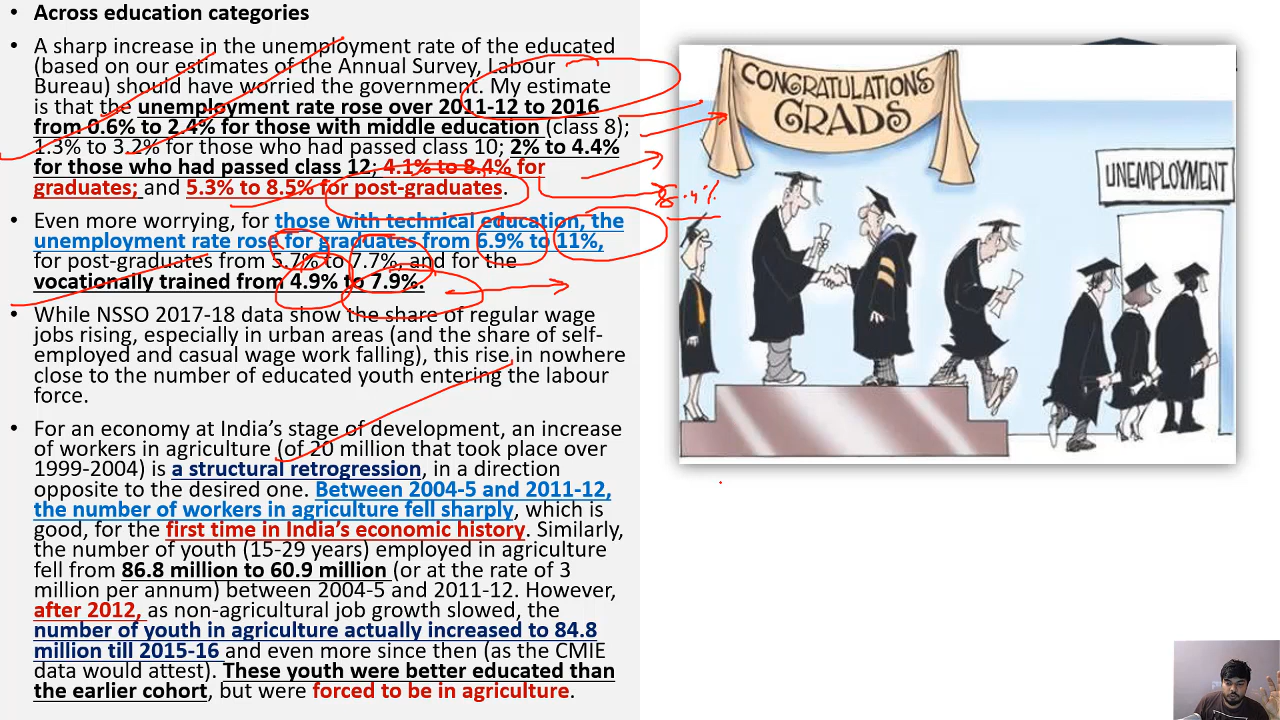 • Across education categories
• A sharp increase in the unemployment rate of the educated
(based on our estimates of the Annual Survey, Labour
Bureau) should have worried the government. My estimate
is that the unemployment rate rose over 2011-12 to 2016
from 0.6% to 2.4% for those with middle education (class 8);
1.3% to 3.2% for those who had passed class 10; 2% to 4.4%
for those who had passed class 12; 4.1% to 8.4% for
graduates; and 5.3% to 8.5% for post-graduates.
• Even more worrying, for those with technical education, the
unemployment rate rose for graduates from 6.9% to 11%,
for post-graduates from 5.7% to 7.7%, and for the
vocationally trained from 4.9% to 7.9%.
• While NSSO 2017-18 data show the share of regular wage
jobs rising, especially in urban areas (and the share of self-
employed and casual wage work falling), this rise in nowhere
close to the number of educated youth entering the labour
force.
• For an economy at India's stage of development, an increase
of workers in agriculture (of 20 million that took place over
1999-2004) is a structural retrogression, in a direction
opposite to the desired one. Between 2004-5 and 2011-12,
the number of workers in agriculture fell sharply, which is
good, for the first time in India's economic history. Similarly,
the number of youth (15-29 years) employed in agriculture
fell from 86.8 million to 60.9 million (or at the rate of 3
million per annum) between 2004-5 and 2011-12. However,
after 2012, as non-agricultural job growth slowed, the
number of youth in agriculture actually increased to 84.8
million till 2015-16 and even more since then (as the CMIE
data would attest). These youth were better educated than
the earlier cohort, but were forced to be in agriculture.
CONGRATULATIONS
GRADS
UNEMPLOYMENT
8.4%